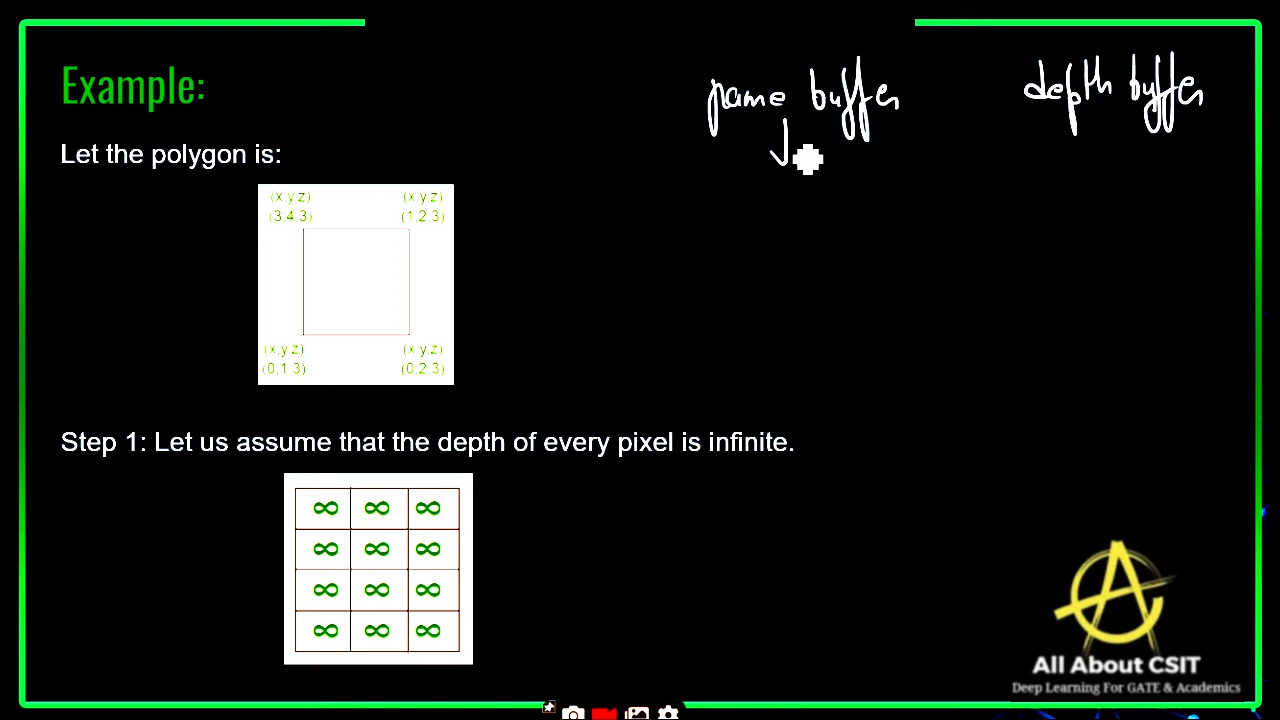 Example:
frame buffer
depth buffer
Let the polygon is:
(x,y,z) (x,y,z)
(3,4,3) (1,2,3)
(x,y,z) (x,y,z)
(0,1,3) (0,2,3)
Step 1: Let us assume that the depth of every pixel is infinite.
∞ ∞ ∞
∞ ∞ ∞
∞ ∞ ∞
∞ ∞ ∞
All About CSIT
Deep Learning For GATE & Academics